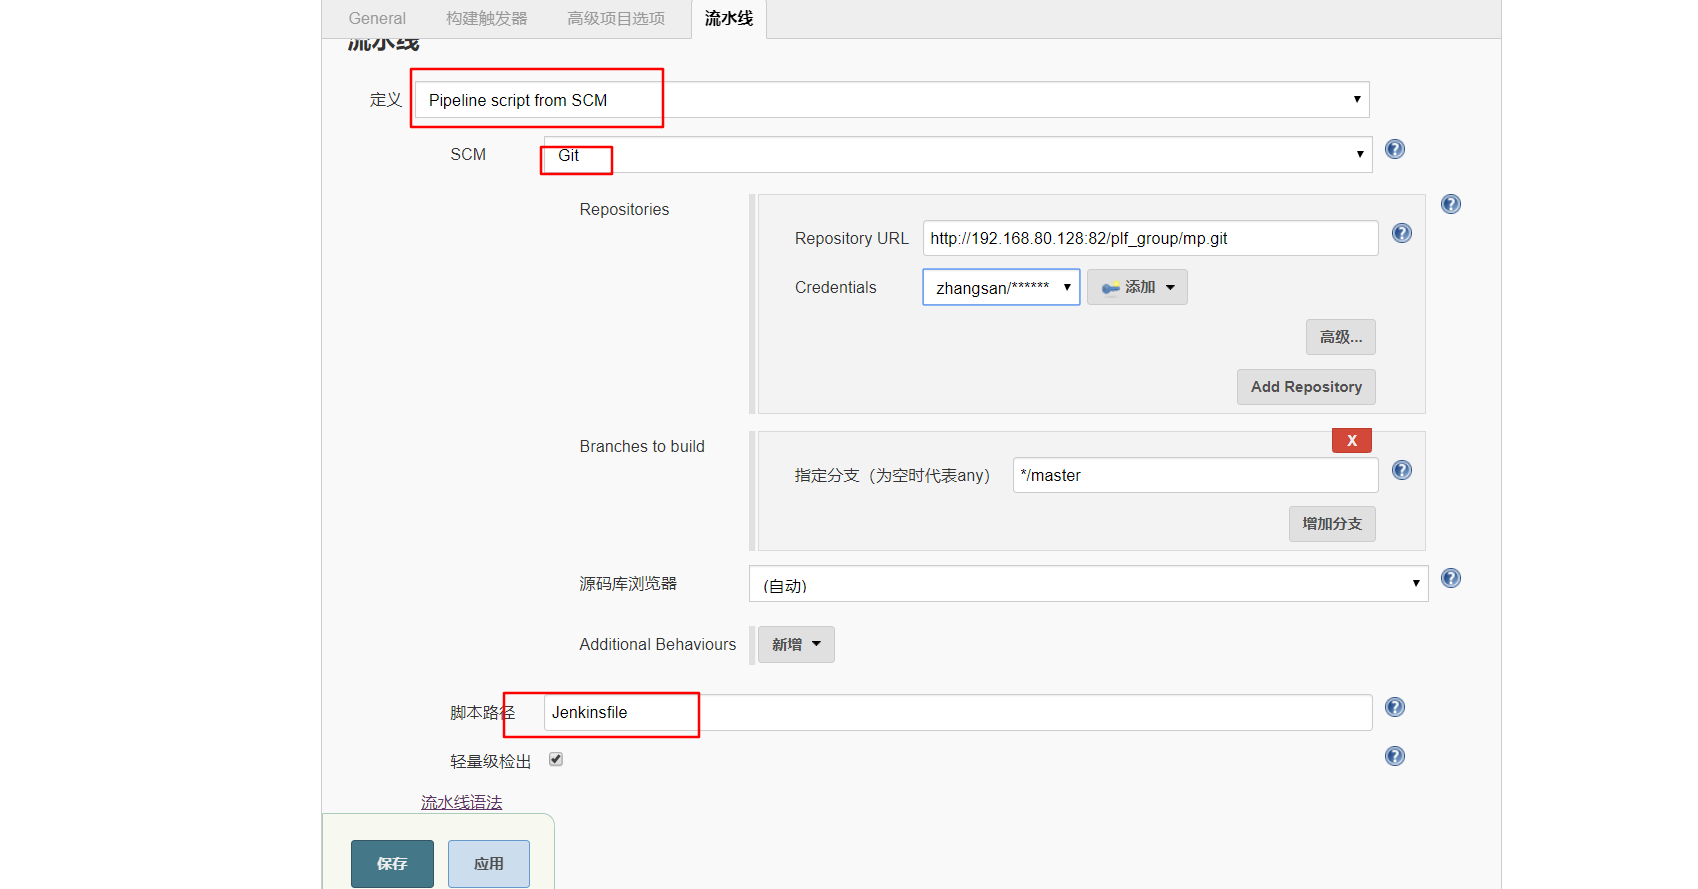 General 构建触发器 高级项目选项 流水线
流水线
定义 Pipeline script from SCM
SCM Git
Repositories
Repository URL http://192.168.80.128:82/plf_group/mp.git
Credentials zhangsan/****** 添加
高级...
Add Repository
Branches to build
X
指定分支（为空时代表any） */master
增加分支
源码库浏览器 (自动)
Additional Behaviours 新增
脚本路径 Jenkinsfile
轻量级检出
流水线语法
保存 应用